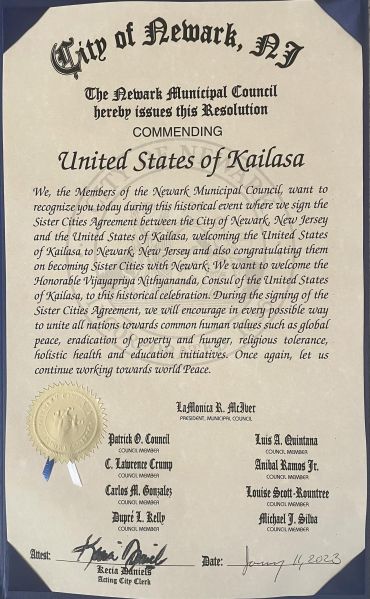 City of Newark, NJ
The Newark Municipal Council
hereby issues this Resolution
COMMENDING
United States of Kailasa
We, the Members of the Newark Municipal Council, want to
recognize you today during this historical event where we sign the
Sister Cities Agreement between the City of Newark, New Jersey
and the United States of Kailasa, welcoming the United States
of Kailasa to Newark, New Jersey and also congratulating them
on becoming Sister Cities with Newark. We want to welcome the
Honorable Vijayapriya Nithyananda, Consul of the United States
of Kailasa, to this historical celebration. During the signing of the
Sister Cities Agreement, we will encourage in every possible way
to unite all nations towards common human values such as global
peace, eradication of poverty and hunger, religious tolerance,
holistic health and education initiatives. Once again, let us
continue working towards world Peace.
LaMonica R. McIver
PRESIDENT, MUNICIPAL COUNCIL
Patrick O. Council
COUNCIL MEMBER
Luis A. Quintana
COUNCIL MEMBER
C. Lawrence Crump
COUNCIL MEMBER
Anibal Ramos Jr.
COUNCIL MEMBER
Carlos M. Gonzalez
COUNCIL MEMBER
Louise Scott-Rountree
COUNCIL MEMBER
Dupré L. Kelly
COUNCIL MEMBER
Michael J. Silva
COUNCIL MEMBER
Attest: Kecia Daniels Date: 11, 2023
Kecia Daniels
Acting City Clerk